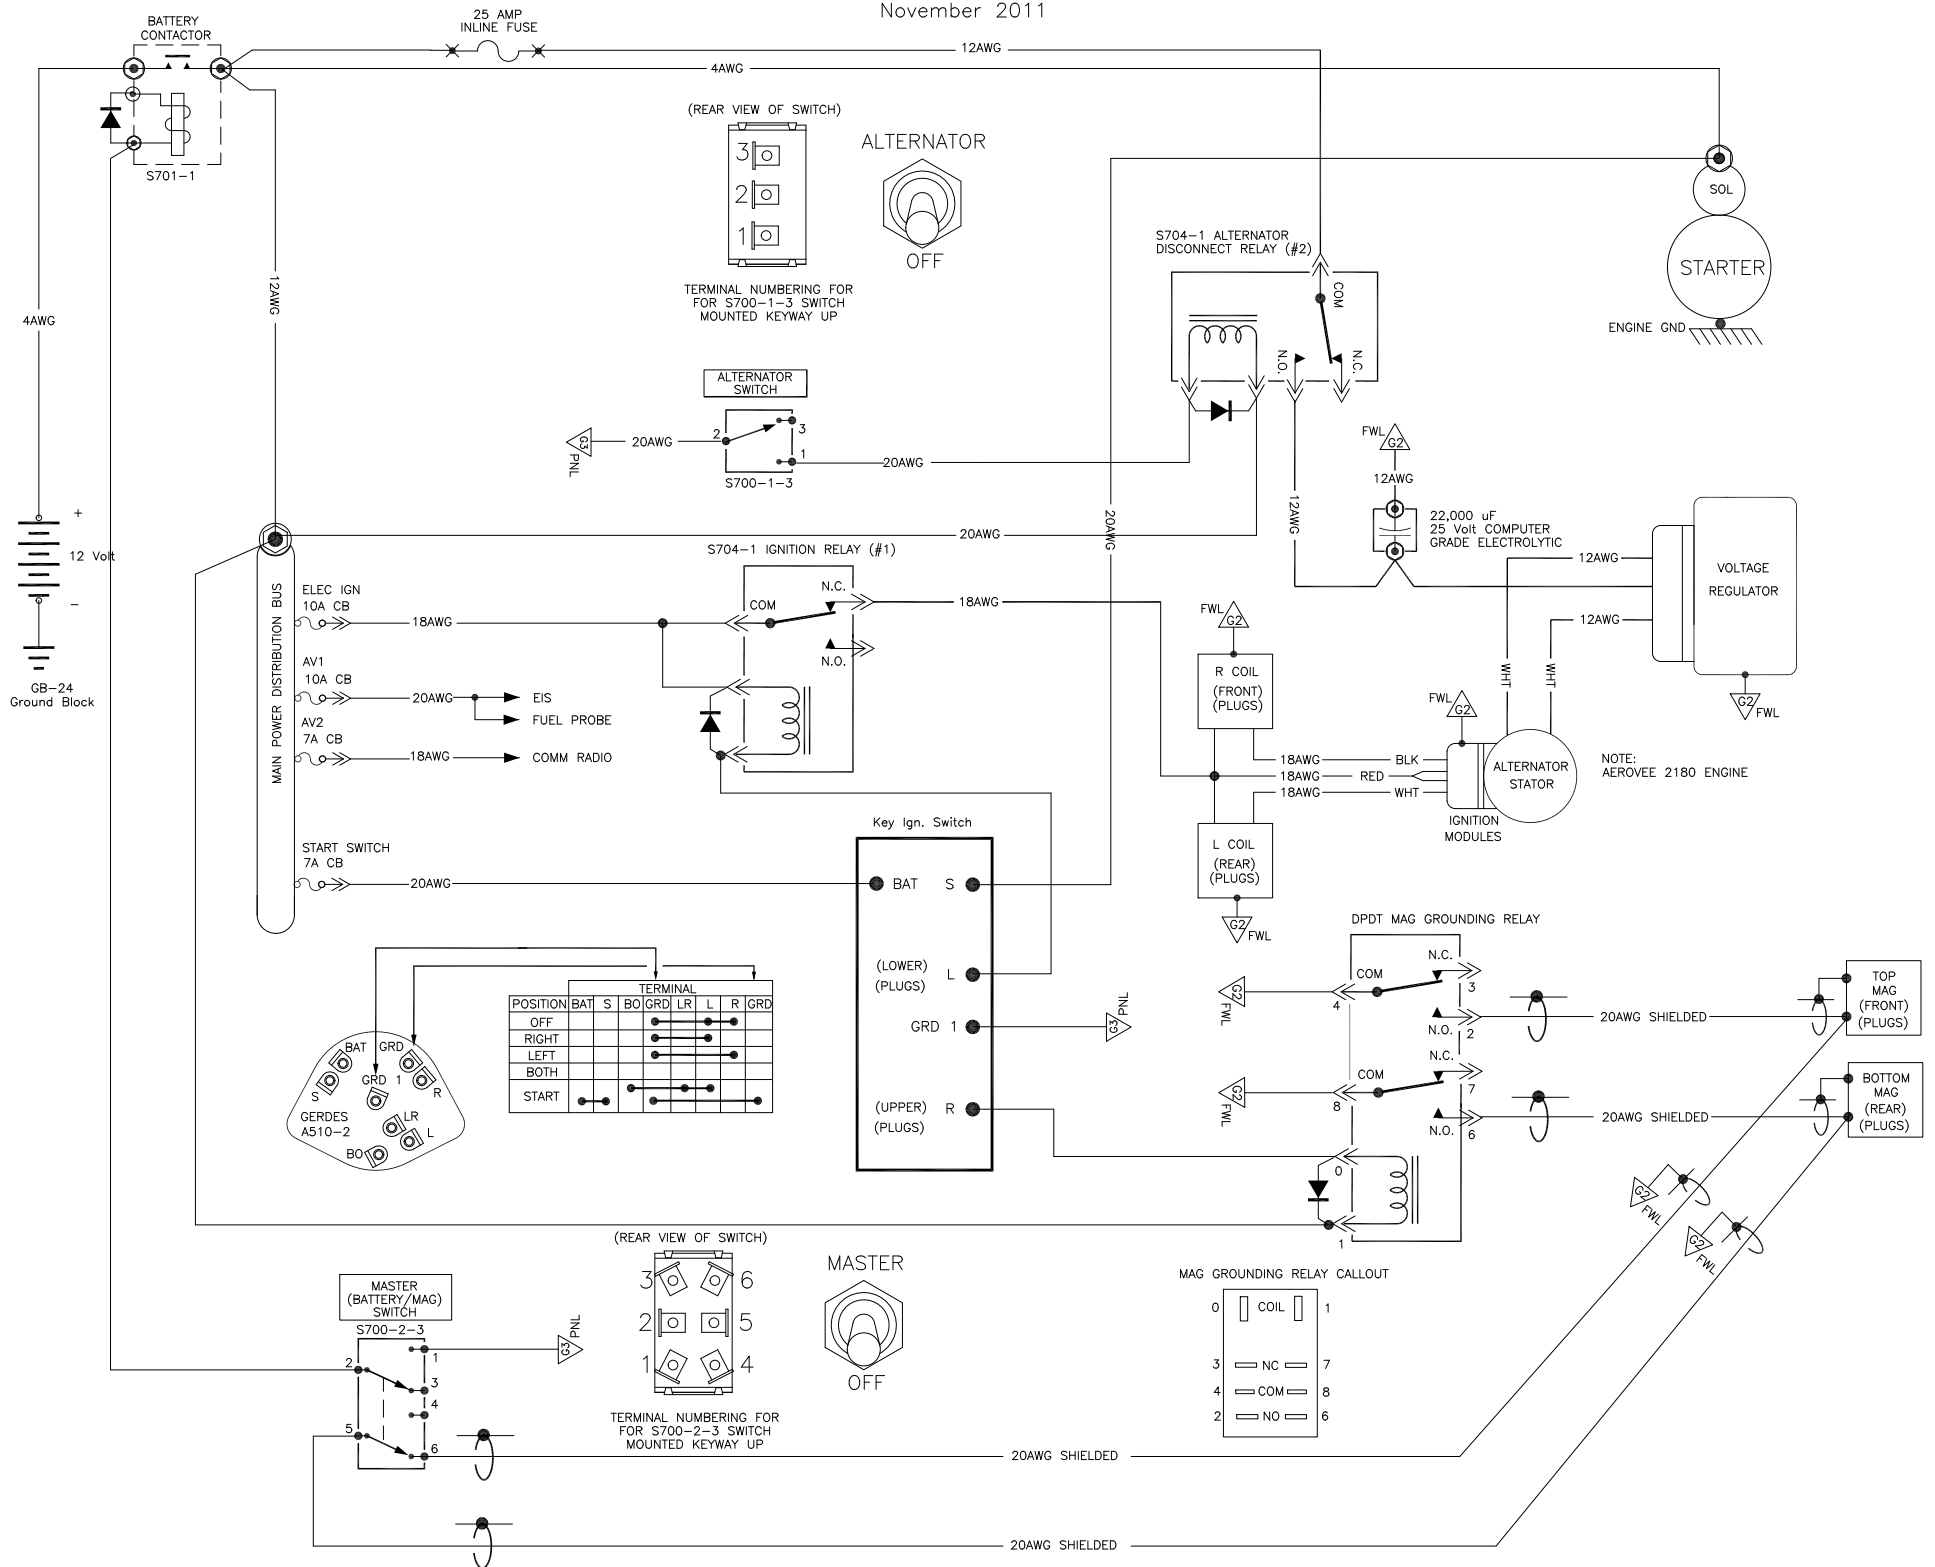 November 2011
BATTERY
CONTACTOR
25 AMP
INLINE FUSE
12AWG
4AWG
S701-1
(REAR VIEW OF SWITCH)
3
2
1
ALTERNATOR
OFF
TERMINAL NUMBERING FOR
FOR S700-1-3 SWITCH
MOUNTED KEYWAY UP
S704-1 ALTERNATOR
DISCONNECT RELAY (#2)
COM
N.O.
N.C.
SOL
STARTER
ENGINE GND
4AWG
12AWG
ALTERNATOR
SWITCH
G3
PNL
20AWG
2
3
1
S700-1-3
20AWG
FWL
G2
12AWG
22,000 uF
25 Volt COMPUTER
GRADE ELECTROLYTIC
12AWG
20AWG
20AWG
+
12 Volt
-
GB-24
Ground Block
S704-1 IGNITION RELAY (#1)
MAIN POWER DISTRIBUTION BUS
ELEC IGN
10A CB
18AWG
COM
N.C.
N.O.
18AWG
AV1
10A CB
20AWG
EIS
FUEL PROBE
AV2
7A CB
18AWG
COMM RADIO
START SWITCH
7A CB
20AWG
12AWG
12AWG
VOLTAGE
REGULATOR
WHT
WHT
G2
FWL
FWL
G2
R COIL
(FRONT)
(PLUGS)
FWL
G2
18AWG
BLK
18AWG
RED
18AWG
WHT
ALTERNATOR
STATOR
IGNITION
MODULES
NOTE:
AEROVEE 2180 ENGINE
L COIL
(REAR)
(PLUGS)
G2
FWL
Key Ign. Switch
BAT
S
(LOWER)
(PLUGS)
L
GRD 1
G3
PNL
(UPPER)
(PLUGS)
R
DPDT MAG GROUNDING RELAY
G2
FWL
4
COM
N.C.
3
N.O.
2
20AWG SHIELDED
TOP
MAG
(FRONT)
(PLUGS)
G2
FWL
8
COM
N.C.
7
N.O.
6
20AWG SHIELDED
BOTTOM
MAG
(REAR)
(PLUGS)
0
1
G2
FWL
G2
FWL
TERMINAL
POSITION BAT S BO GRD LR L R GRD
OFF
RIGHT
LEFT
BOTH
START
BAT
GRD
S
GRD 1
R
GERDES
A510-2
LR
L
BO
MASTER
(BATTERY/MAG)
SWITCH
S700-2-3
2
1
3
4
5
6
G3
PNL
(REAR VIEW OF SWITCH)
3 6
2 5
1 4
MASTER
OFF
TERMINAL NUMBERING FOR
FOR S700-2-3 SWITCH
MOUNTED KEYWAY UP
MAG GROUNDING RELAY CALLOUT
0 COIL 1
3 NC 7
4 COM 8
2 NO 6
20AWG SHIELDED
20AWG SHIELDED